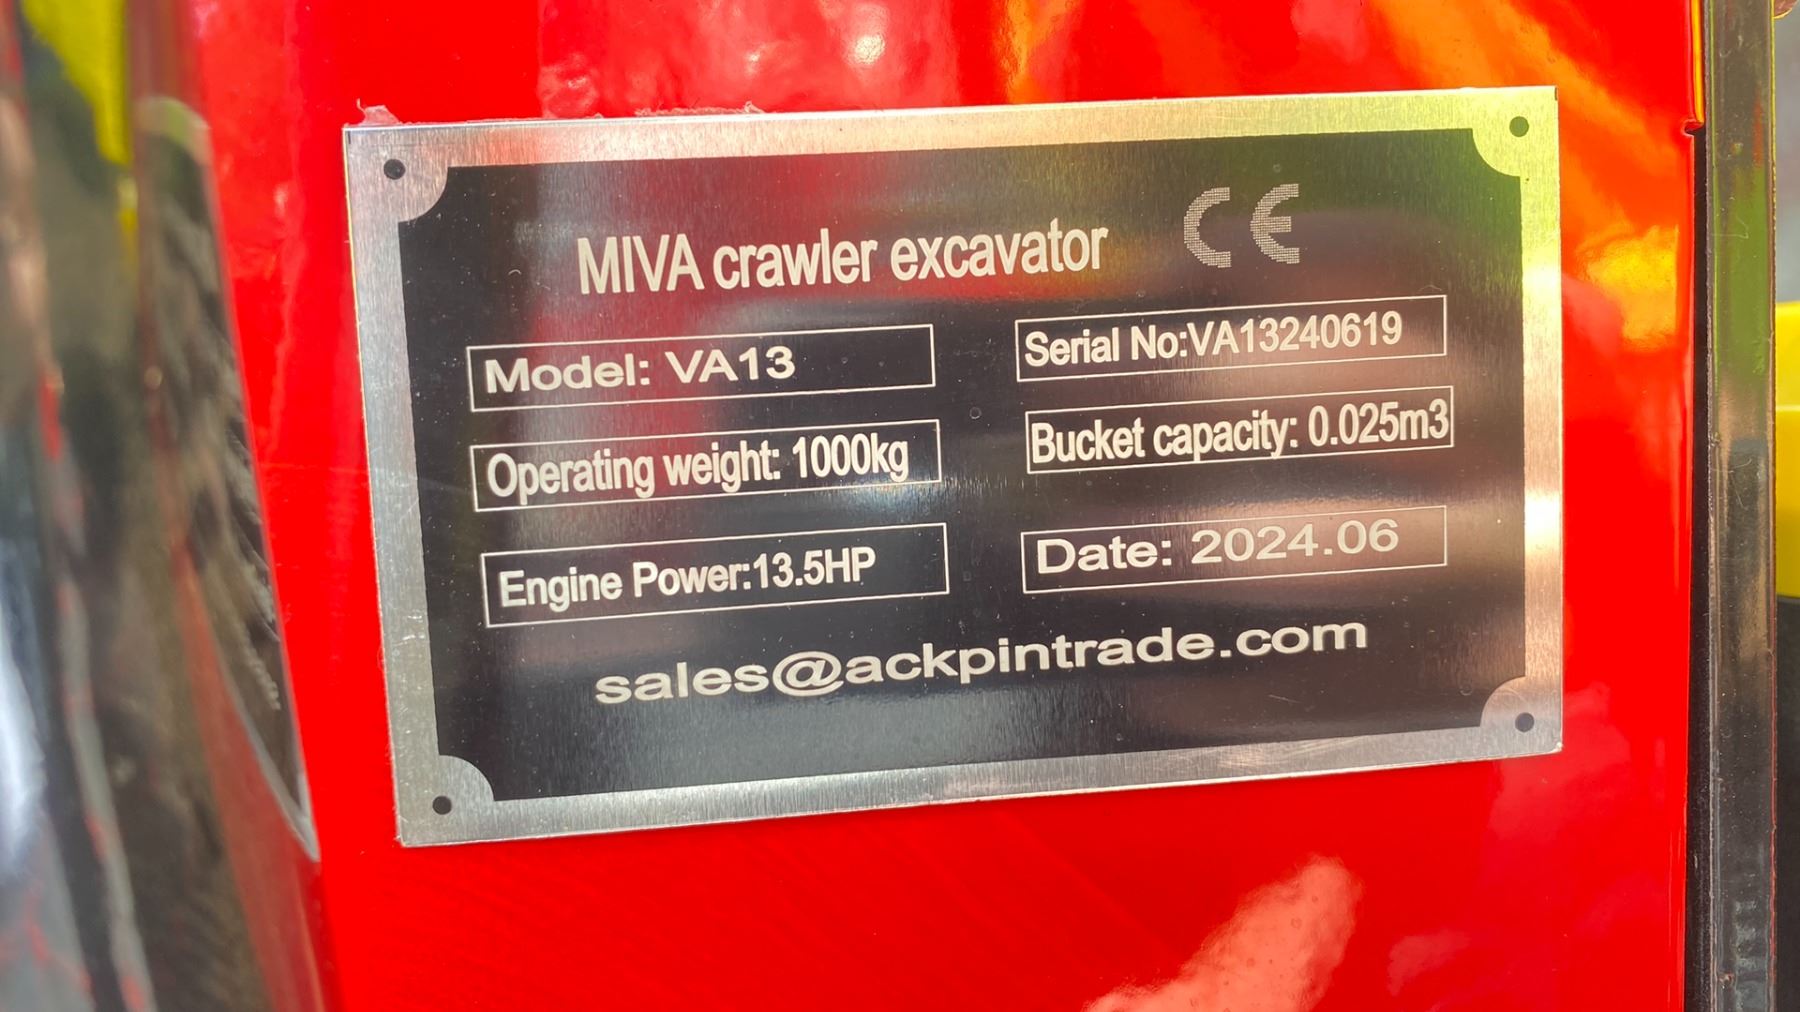 MIVA crawler excavator CE
Model: VA13
Serial No:VA13240619
Operating weight: 1000kg
Bucket capacity: 0.025m3
Engine Power:13.5HP
Date: 2024.06
sales@ackpintrade.com